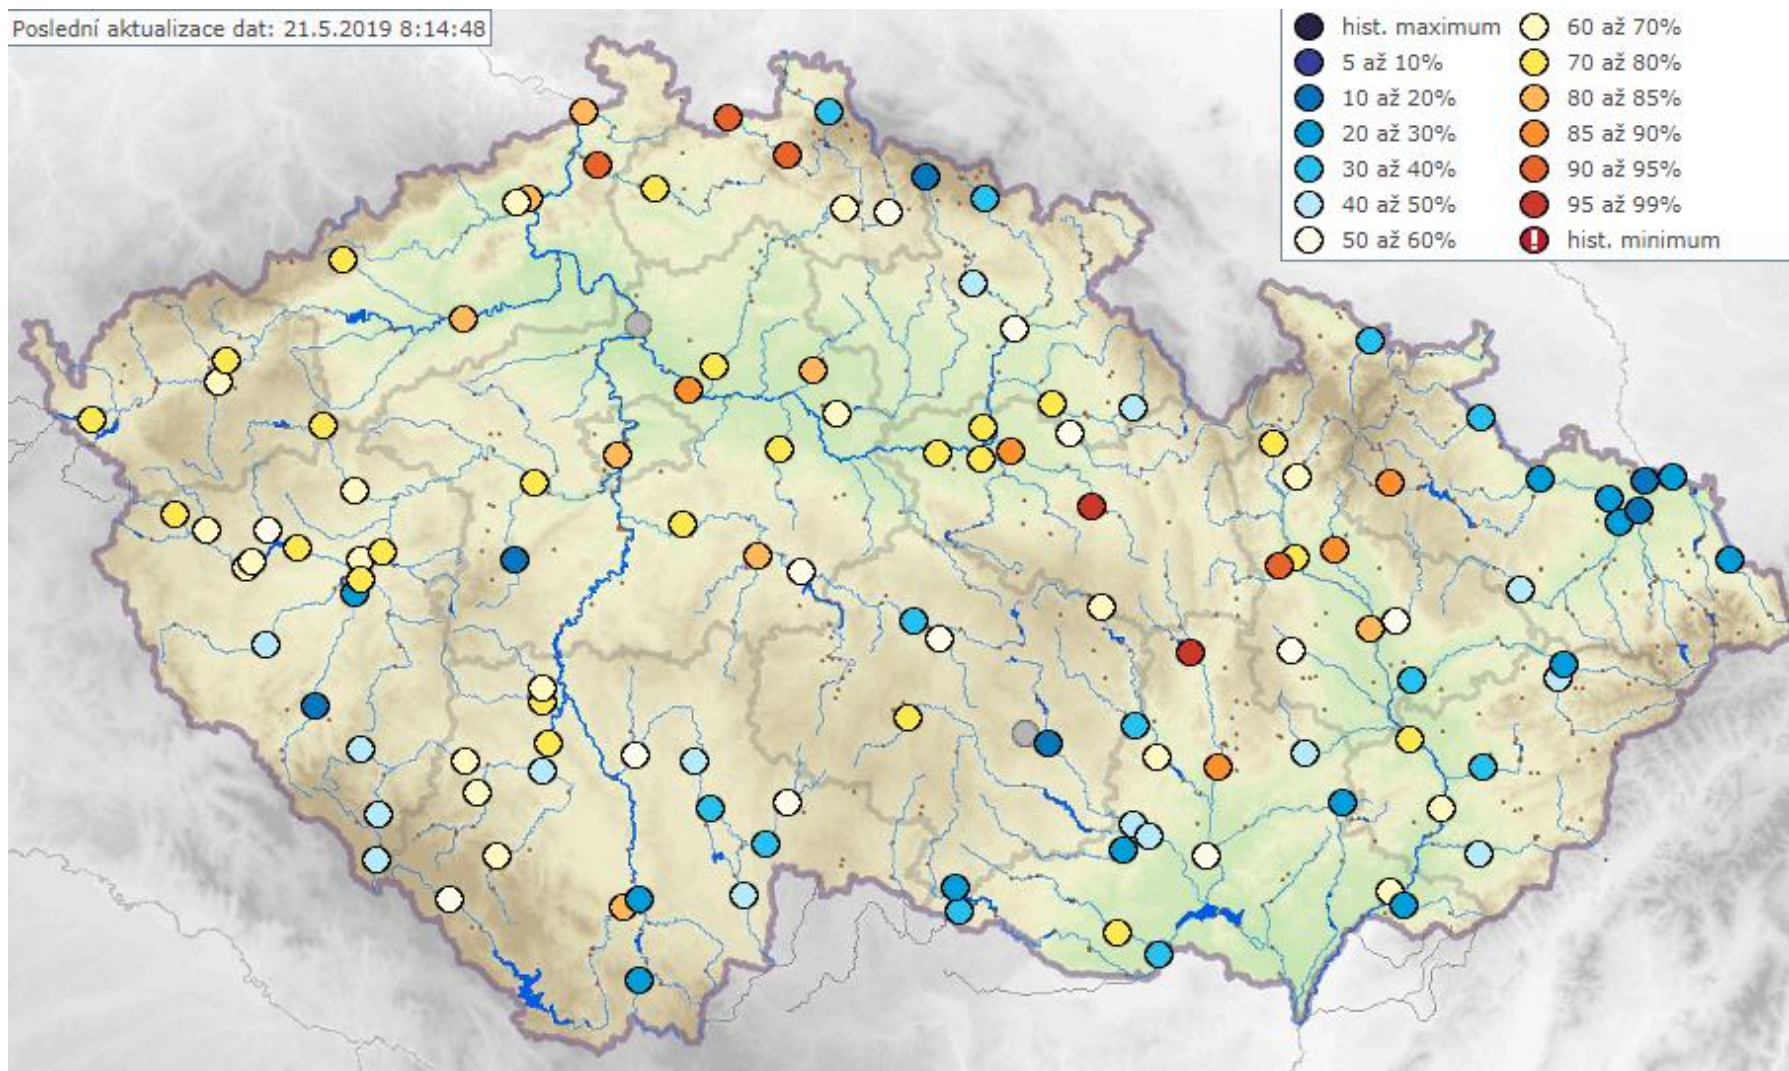 Poslední aktualizace dat: 21.5.2019 8:14:48
hist. maximum
5 až 10%
10 až 20%
20 až 30%
30 až 40%
40 až 50%
50 až 60%
60 až 70%
70 až 80%
80 až 85%
85 až 90%
90 až 95%
95 až 99%
! hist. minimum